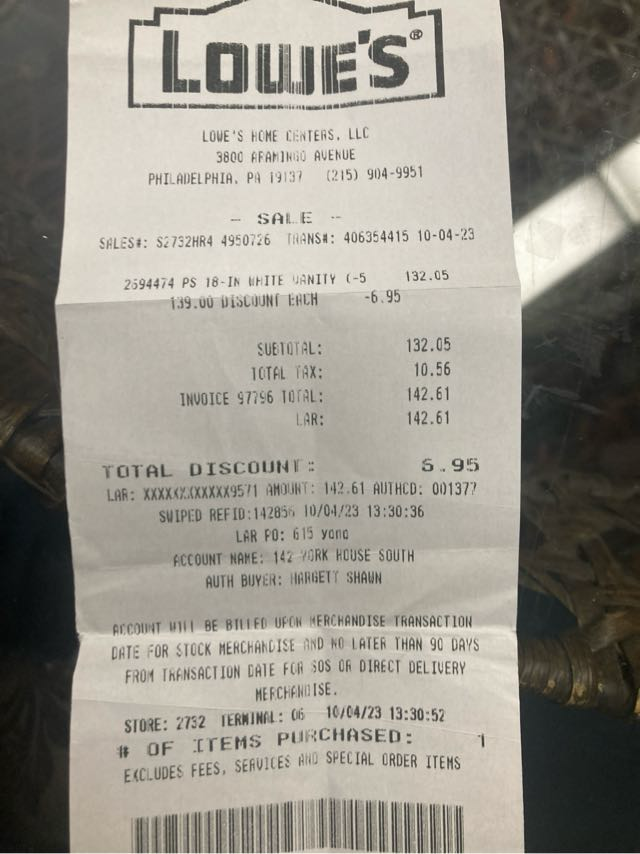 LOWE'S®
LOWE'S HOME CENTERS, LLC
3800 ARAMINGO AVENUE
PHILADELPHIA, PA 19137 (215) 904-9951
- SALE -
SALES#: S2732HR4 4950726 TRANS#: 406354415 10-04-23
2694474 PS 18-IN WHITE VANITY (-5 132.05
139.00 DISCOUNT EACH -6.95
SUBTOTAL: 132.05
TOTAL TAX: 10.56
INVOICE 97796 TOTAL: 142.61
LAR: 142.61
TOTAL DISCOUNT: 6.95
LAR: XXXXXXXXXXXX9571 AMOUNT: 142.61 AUTHCD: 001377
SWIPED REFID:142856 10/04/23 13:30:36
LAR PO: 615 yong
ACCOUNT NAME: 142 YORK HOUSE SOUTH
AUTH BUYER: HARGETT SHAWN
ACCOUNT WILL BE BILLED UPON MERCHANDISE TRANSACTION
DATE FOR STOCK MERCHANDISE AND NO LATER THAN 90 DAYS
FROM TRANSACTION DATE FOR SOS OR DIRECT DELIVERY
MERCHANDISE.
STORE: 2732 TERMINAL: 06 10/04/23 13:30:52
# OF ITEMS PURCHASED: 1
EXCLUDES FEES, SERVICES AND SPECIAL ORDER ITEMS